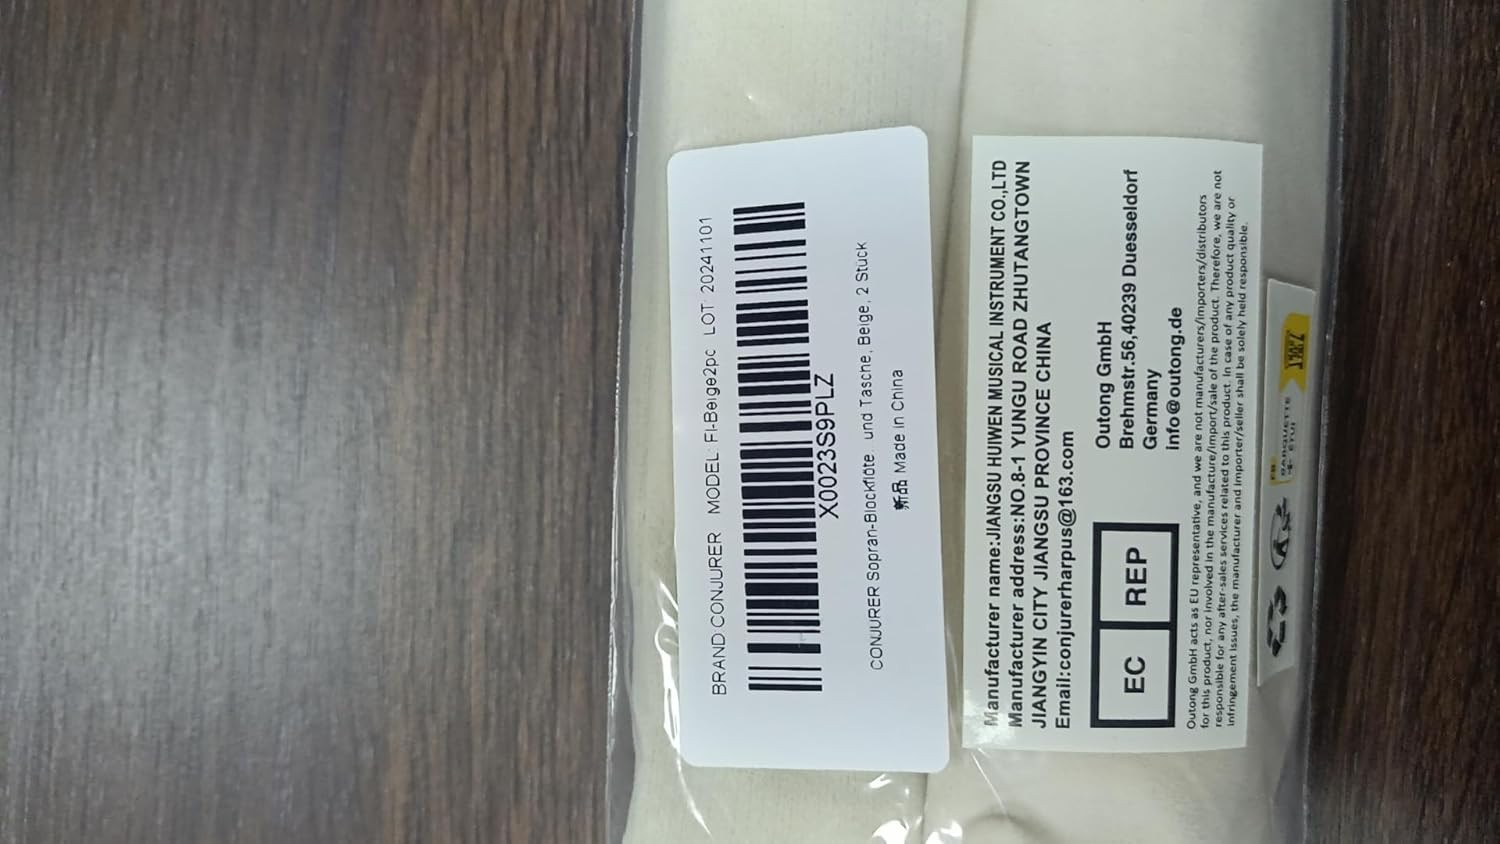 BRAND:CONJURER MODEL: Fl-Beige2pc LOT: 20241101
X0023S9PLZ
CONJURER Sopran-Blockflöte, und Tasche, Beige, 2 Stück
新品 Made in China
Manufacturer name:JIANGSU HUIWEN MUSICAL INSTRUMENT CO.,LTD
Manufacturer address:NO.8-1 YUNGU ROAD ZHUTANGTOWN
JIANGYIN CITY JIANGSU PROVINCE CHINA
Email:conjurerharpus@163.com
EC REP
Outong GmbH
Brehmstr.56,40239 Duesseldorf
Germany
info@outong.de
Outong GmbH acts as EU representative, and we are not manufacturers/importers/distributors
for this product, nor involved in the manufacture/import/sale of the product. Therefore, we are not
responsible for any after-sales services related to this product. In case of any product quality or
infringement issues, the manufacturer and importer/seller shall be solely held responsible.
BARQUETTE
+ ETUI